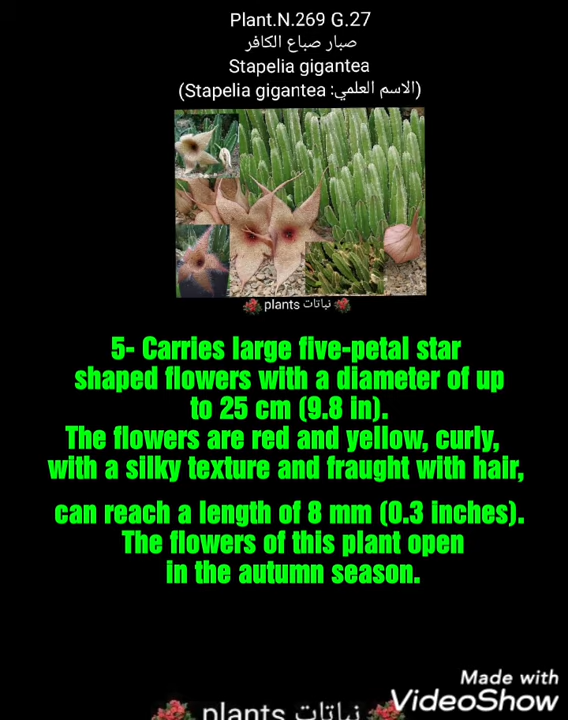 Plant.N.269 G.27
صبار صباع الكافر
Stapelia gigantea
(الاسم العلمي: Stapelia gigantea)
plants نباتات
5- Carries large five-petal star
shaped flowers with a diameter of up
to 25 cm (9.8 in).
The flowers are red and yellow, curly,
with a silky texture and fraught with hair,
can reach a length of 8 mm (0.3 inches).
The flowers of this plant open
in the autumn season.
Made with
VideoShow
plants نباتات